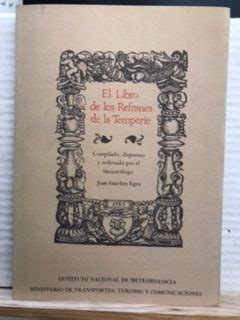 El Libro
de los Refranes
de la Temperie
Compilado, dispuesto
y ordenado por el
Meteorólogo
José Sánchez Egea
INSTITUTO NACIONAL DE METEOROLOGIA
MINISTERIO DE TRANSPORTES, TURISMO Y COMUNICACIONES